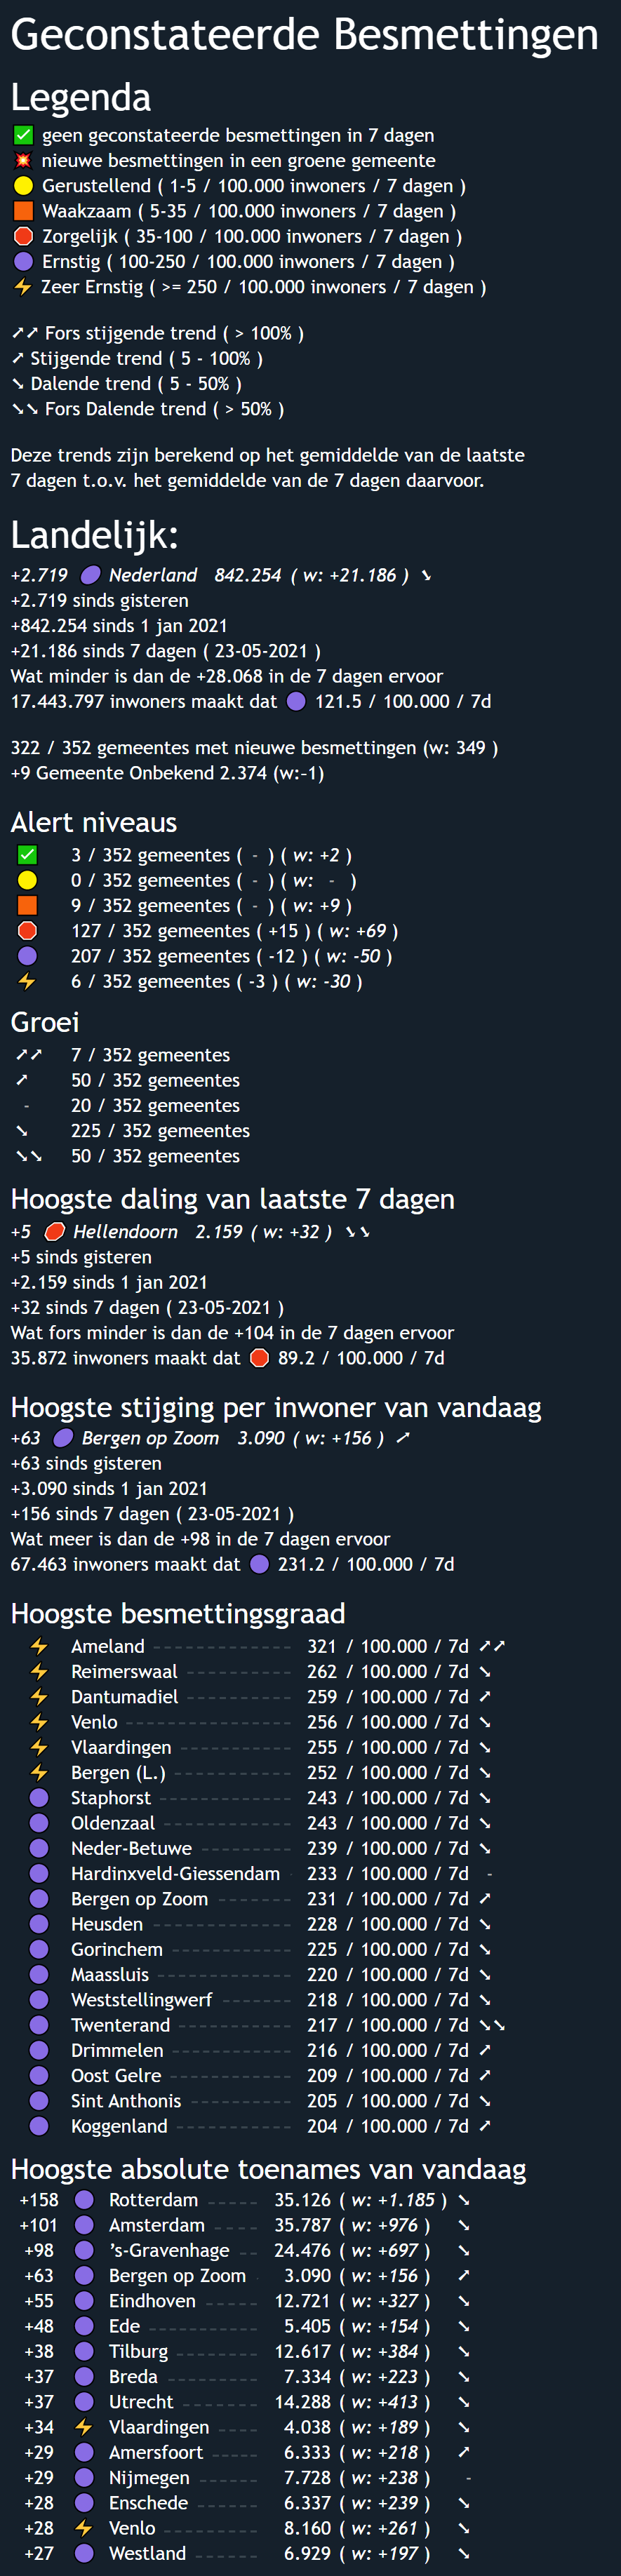 Geconstateerde Besmettingen
Legenda
✅ geen geconstateerde besmettingen in 7 dagen
💥 nieuwe besmettingen in een groene gemeente
🟡 Gerustellend ( 1-5 / 100.000 inwoners / 7 dagen )
🟧 Waakzaam ( 5-35 / 100.000 inwoners / 7 dagen )
🛑 Zorgelijk ( 35-100 / 100.000 inwoners / 7 dagen )
🟣 Ernstig ( 100-250 / 100.000 inwoners / 7 dagen )
⚡ Zeer Ernstig ( >= 250 / 100.000 inwoners / 7 dagen )
➚➚ Fors stijgende trend ( > 100% )
➚ Stijgende trend ( 5 - 100% )
➘ Dalende trend ( 5 - 50% )
➘➘ Fors Dalende trend ( > 50% )
Deze trends zijn berekend op het gemiddelde van de laatste
7 dagen t.o.v. het gemiddelde van de 7 dagen daarvoor.
Landelijk:
+2.719 🟣 Nederland 842.254 ( w: +21.186 ) ➘
+2.719 sinds gisteren
+842.254 sinds 1 jan 2021
+21.186 sinds 7 dagen ( 23-05-2021 )
Wat minder is dan de +28.068 in de 7 dagen ervoor
17.443.797 inwoners maakt dat 🟣 121.5 / 100.000 / 7d
322 / 352 gemeentes met nieuwe besmettingen (w: 349 )
+9 Gemeente Onbekend 2.374 (w:-1)
Alert niveaus
✅ 3 / 352 gemeentes ( - ) ( w: +2 )
🟡 0 / 352 gemeentes ( - ) ( w: - )
🟧 9 / 352 gemeentes ( - ) ( w: +9 )
🛑 127 / 352 gemeentes ( +15 ) ( w: +69 )
🟣 207 / 352 gemeentes ( -12 ) ( w: -50 )
⚡ 6 / 352 gemeentes ( -3 ) ( w: -30 )
Groei
➚➚ 7 / 352 gemeentes
➚ 50 / 352 gemeentes
- 20 / 352 gemeentes
➘ 225 / 352 gemeentes
➘➘ 50 / 352 gemeentes
Hoogste daling van laatste 7 dagen
+5 🛑 Hellendoorn 2.159 ( w: +32 ) ➘➘
+5 sinds gisteren
+2.159 sinds 1 jan 2021
+32 sinds 7 dagen ( 23-05-2021 )
Wat fors minder is dan de +104 in de 7 dagen ervoor
35.872 inwoners maakt dat 🛑 89.2 / 100.000 / 7d
Hoogste stijging per inwoner van vandaag
+63 🟣 Bergen op Zoom 3.090 ( w: +156 ) ➚
+63 sinds gisteren
+3.090 sinds 1 jan 2021
+156 sinds 7 dagen ( 23-05-2021 )
Wat meer is dan de +98 in de 7 dagen ervoor
67.463 inwoners maakt dat 🟣 231.2 / 100.000 / 7d
Hoogste besmettingsgraad
⚡ Ameland 321 / 100.000 / 7d ➚➚
⚡ Reimerswaal 262 / 100.000 / 7d ➘
⚡ Dantumadiel 259 / 100.000 / 7d ➚
⚡ Venlo 256 / 100.000 / 7d ➘
⚡ Vlaardingen 255 / 100.000 / 7d ➘
⚡ Bergen (L.) 252 / 100.000 / 7d ➘
🟣 Staphorst 243 / 100.000 / 7d ➘
🟣 Oldenzaal 243 / 100.000 / 7d ➘
🟣 Neder-Betuwe 239 / 100.000 / 7d ➘
🟣 Hardinxveld-Giessendam 233 / 100.000 / 7d -
🟣 Bergen op Zoom 231 / 100.000 / 7d ➚
🟣 Heusden 228 / 100.000 / 7d ➘
🟣 Gorinchem 225 / 100.000 / 7d ➘
🟣 Maassluis 220 / 100.000 / 7d ➘
🟣 Weststellingwerf 218 / 100.000 / 7d ➘
🟣 Twenterand 217 / 100.000 / 7d ➘➘
🟣 Drimmelen 216 / 100.000 / 7d ➚
🟣 Oost Gelre 209 / 100.000 / 7d ➚
🟣 Sint Anthonis 205 / 100.000 / 7d ➘
🟣 Koggenland 204 / 100.000 / 7d ➚
Hoogste absolute toenames van vandaag
+158 🟣 Rotterdam 35.126 ( w: +1.185 ) ➘
+101 🟣 Amsterdam 35.787 ( w: +976 ) ➘
+98 🟣 ’s-Gravenhage 24.476 ( w: +697 ) ➘
+63 🟣 Bergen op Zoom 3.090 ( w: +156 ) ➚
+55 🟣 Eindhoven 12.721 ( w: +327 ) ➘
+48 🟣 Ede 5.405 ( w: +154 ) ➘
+38 🟣 Tilburg 12.617 ( w: +384 ) ➘
+37 🟣 Breda 7.334 ( w: +223 ) ➘
+37 🟣 Utrecht 14.288 ( w: +413 ) ➘
+34 ⚡ Vlaardingen 4.038 ( w: +189 ) ➘
+29 🟣 Amersfoort 6.333 ( w: +218 ) ➚
+29 🟣 Nijmegen 7.728 ( w: +238 ) -
+28 🟣 Enschede 6.337 ( w: +239 ) ➘
+28 ⚡ Venlo 8.160 ( w: +261 ) ➘
+27 🟣 Westland 6.929 ( w: +197 ) ➘